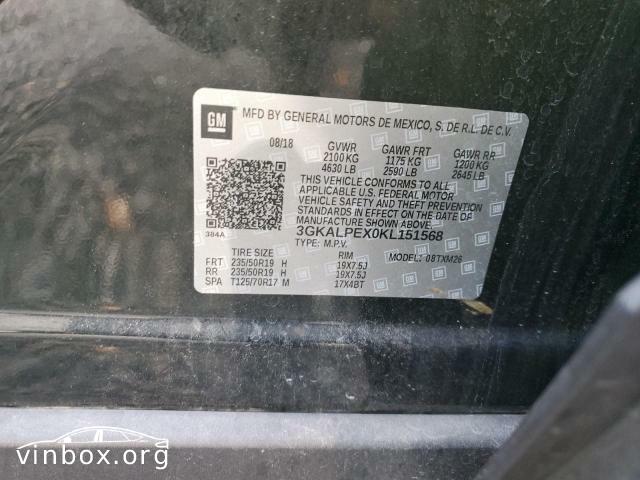 GM
MFD BY GENERAL MOTORS DE MEXICO, S. DE R.L. DE C.V.
08/18 GVWR GAWR FRT GAWR RR
2100 KG 1175 KG 1200 KG
4630 LB 2590 LB 2645 LB
THIS VEHICLE CONFORMS TO ALL
APPLICABLE U.S. FEDERAL MOTOR
VEHICLE SAFETY AND THEFT PREVENTION
STANDARDS IN EFFECT ON THE DATE OF
MANUFACTURE SHOWN ABOVE.
384A
3GKALPEX0KL151568
TYPE: M.P.V. MODEL: 08TXM26
TIRE SIZE RIM
FRT 235/50R19 H 19X7.5J
RR 235/50R19 H 19X7.5J
SPA T125/70R17 M 17X4BT
vinbox.org